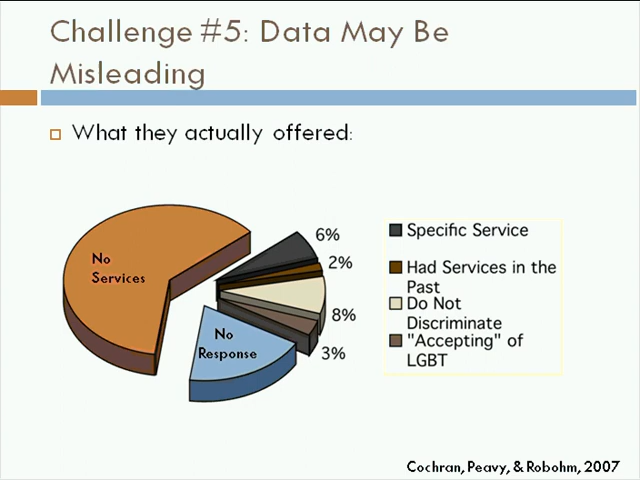 Challenge #5: Data May Be
Misleading
What they actually offered:
No
Services
No
Response
6%
2%
8%
3%
Specific Service
Had Services in the
Past
Do Not
Discriminate
"Accepting" of
LGBT
Cochran, Peavy, & Robohm, 2007